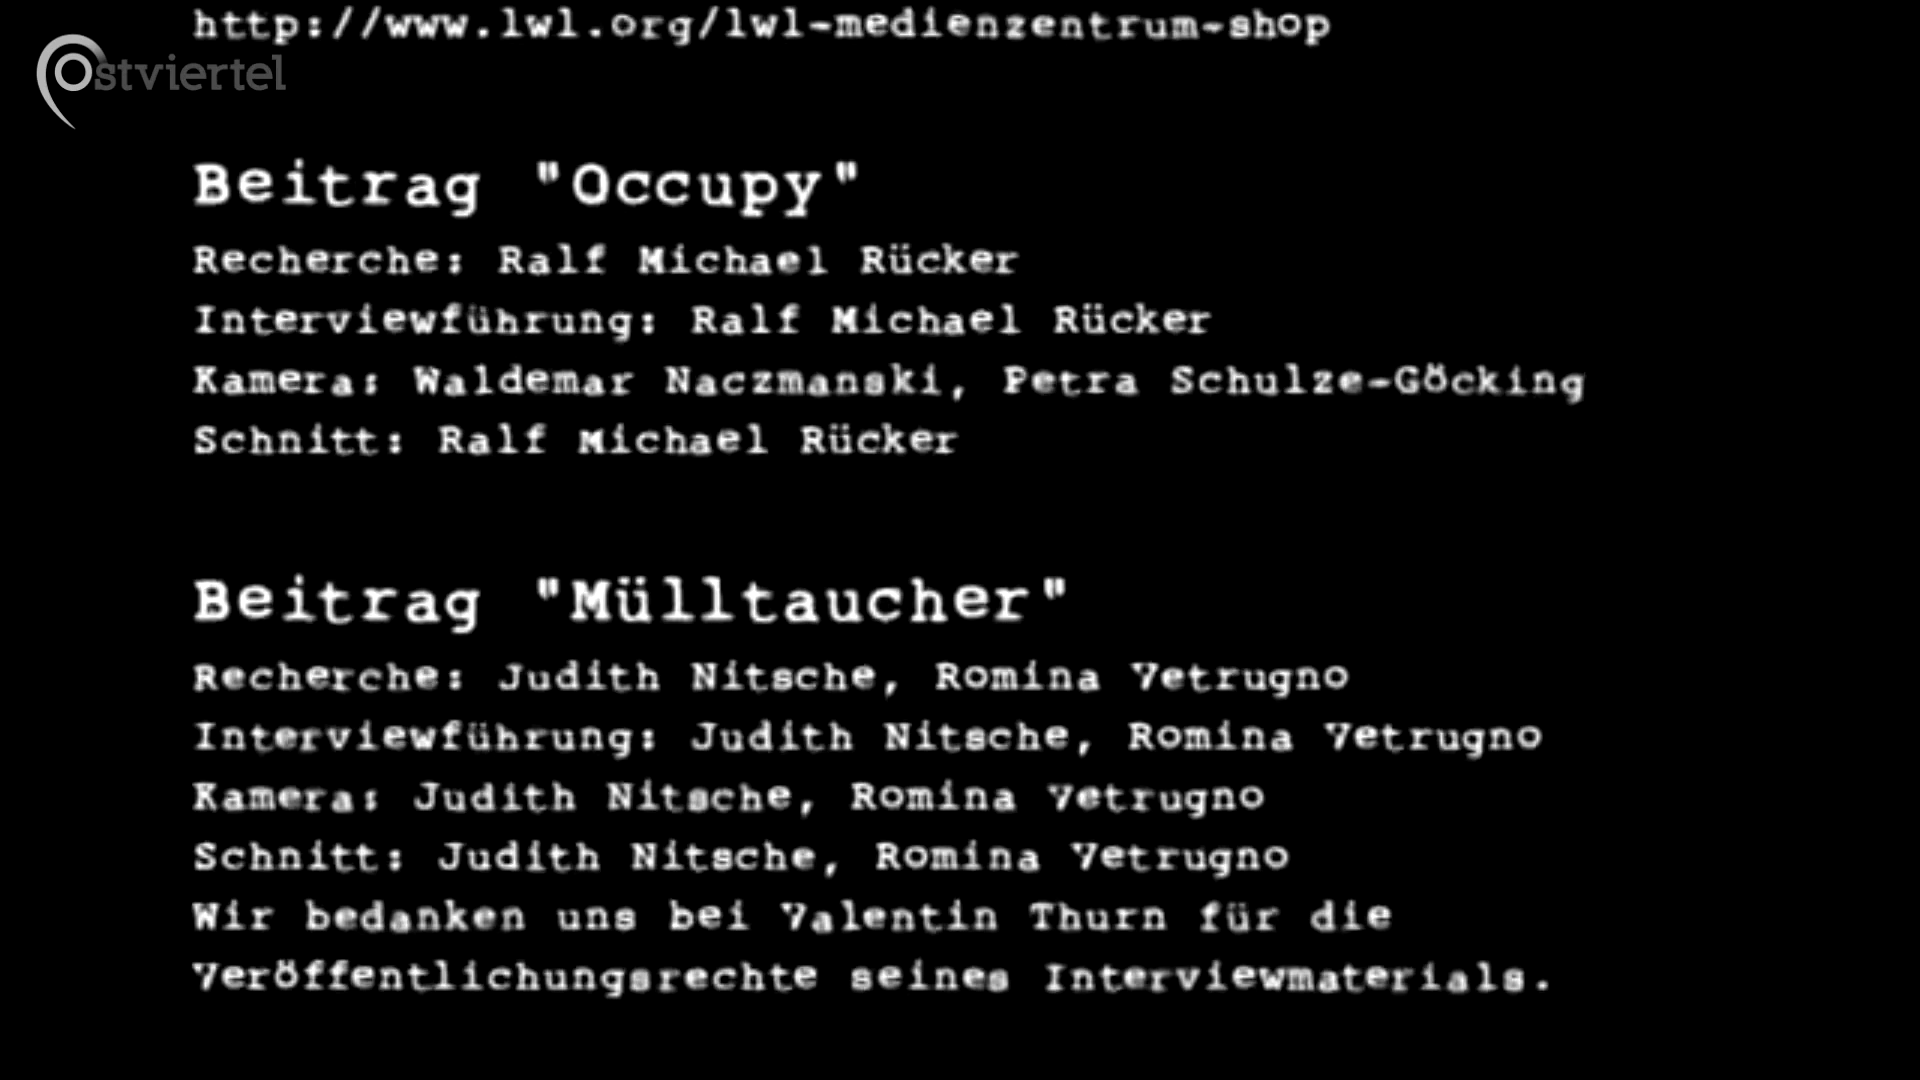 http://www.lwl.org/lwl-medienzentrum-shop
Ostviertel
Beitrag "Occupy"
Recherche: Ralf Michael Rücker
Interviewführung: Ralf Michael Rücker
Kamera: Waldemar Naczmanski, Petra Schulze-Göcking
Schnitt: Ralf Michael Rücker
Beitrag "Mülltaucher"
Recherche: Judith Nitsche, Romina Vetrugno
Interviewführung: Judith Nitsche, Romina Vetrugno
Kamera: Judith Nitsche, Romina Vetrugno
Schnitt: Judith Nitsche, Romina Vetrugno
Wir bedanken uns bei Valentin Thurn für die
Veröffentlichungsrechte seines Interviewmaterials.